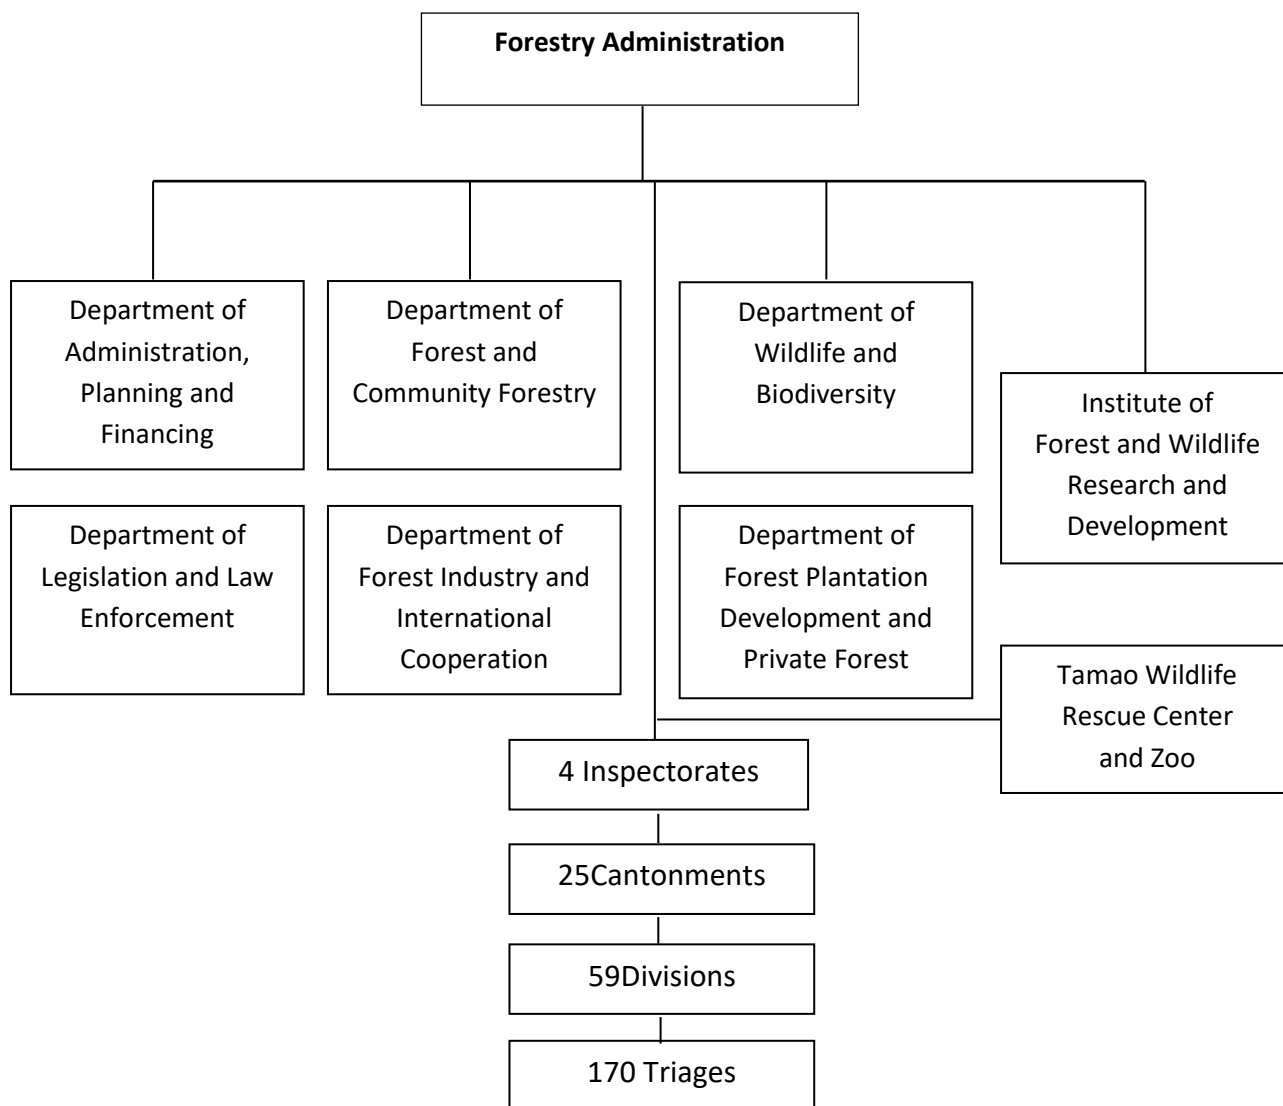 Forestry Administration
Department of
Administration,
Planning and
Financing
Department of
Forest and
Community Forestry
Department of
Wildlife and
Biodiversity
Institute of
Forest and Wildlife
Research and
Development
Department of
Legislation and Law
Enforcement
Department of
Forest Industry and
International
Cooperation
Department of
Forest Plantation
Development and
Private Forest
Tamao Wildlife
Rescue Center
and Zoo
4 Inspectorates
25Cantonments
59Divisions
170 Triages